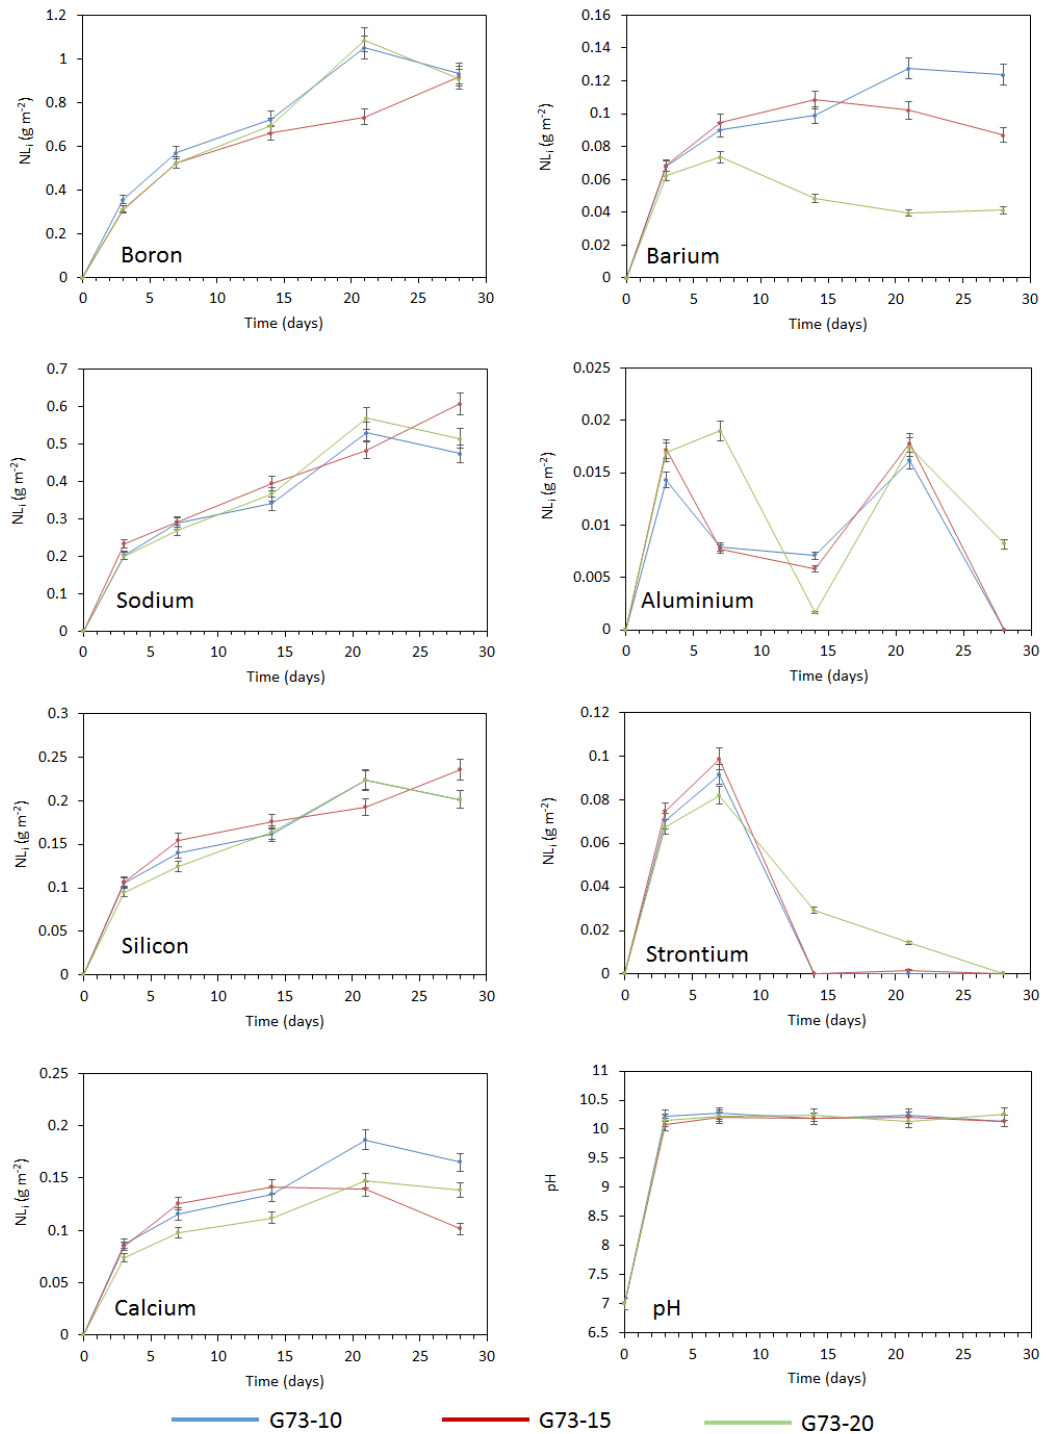 1.2
1
0.8
0.6
0.4
0.2
0
NLi (g m-2)
Boron
0 5 10 15 20 25 30
Time (days)
0.16
0.14
0.12
0.1
0.08
0.06
0.04
0.02
0
NLi (g m-2)
Barium
0 5 10 15 20 25 30
Time (days)
0.7
0.6
0.5
0.4
0.3
0.2
0.1
0
NLi (g m-2)
Sodium
0 5 10 15 20 25 30
Time (days)
0.025
0.02
0.015
0.01
0.005
0
NLi (g m-2)
Aluminium
0 5 10 15 20 25 30
Time (days)
0.3
0.25
0.2
0.15
0.1
0.05
0
NLi (g m-2)
Silicon
0 5 10 15 20 25 30
Time (days)
0.12
0.1
0.08
0.06
0.04
0.02
0
NLi (g m-2)
Strontium
0 5 10 15 20 25 30
Time (days)
0.25
0.2
0.15
0.1
0.05
0
NLi (g m-2)
Calcium
0 5 10 15 20 25 30
Time (days)
11
10.5
10
9.5
9
8.5
8
7.5
7
6.5
pH
pH
0 5 10 15 20 25 30
Time (days)
G73-10 G73-15 G73-20